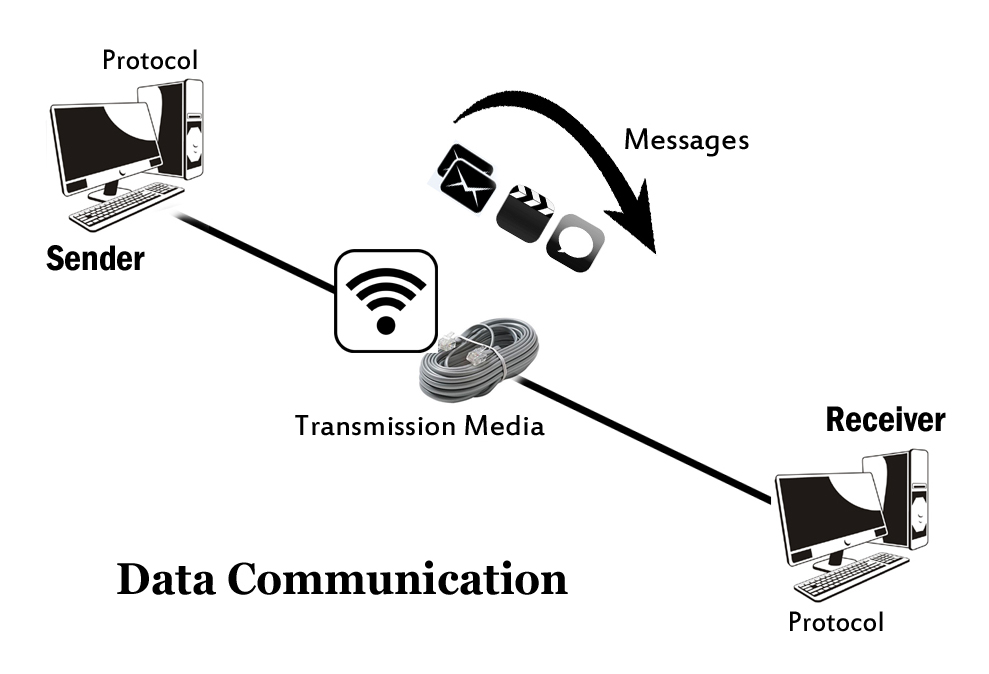 Protocol
Messages
Sender
Transmission Media
Receiver
Data Communication
Protocol